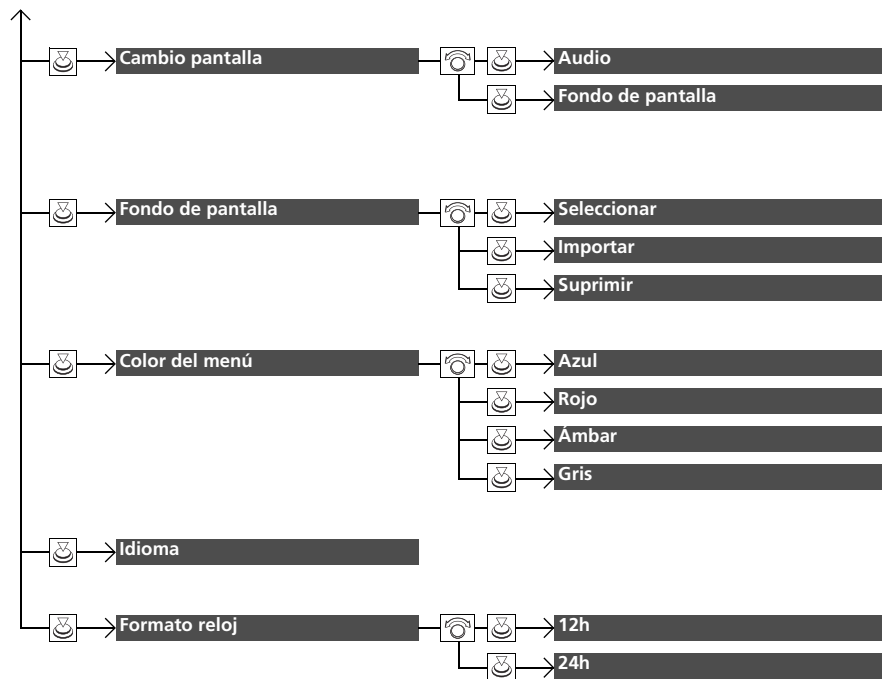 Cambio pantalla
Audio
Fondo de pantalla
Fondo de pantalla
Seleccionar
Importar
Suprimir
Color del menú
Azul
Rojo
Ámbar
Gris
Idioma
Formato reloj
12h
24h